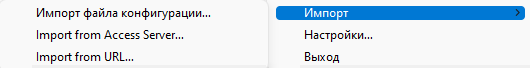 Импорт файла конфигурации...
Import from Access Server...
Import from URL...
Импорт
Настройки...
Выход